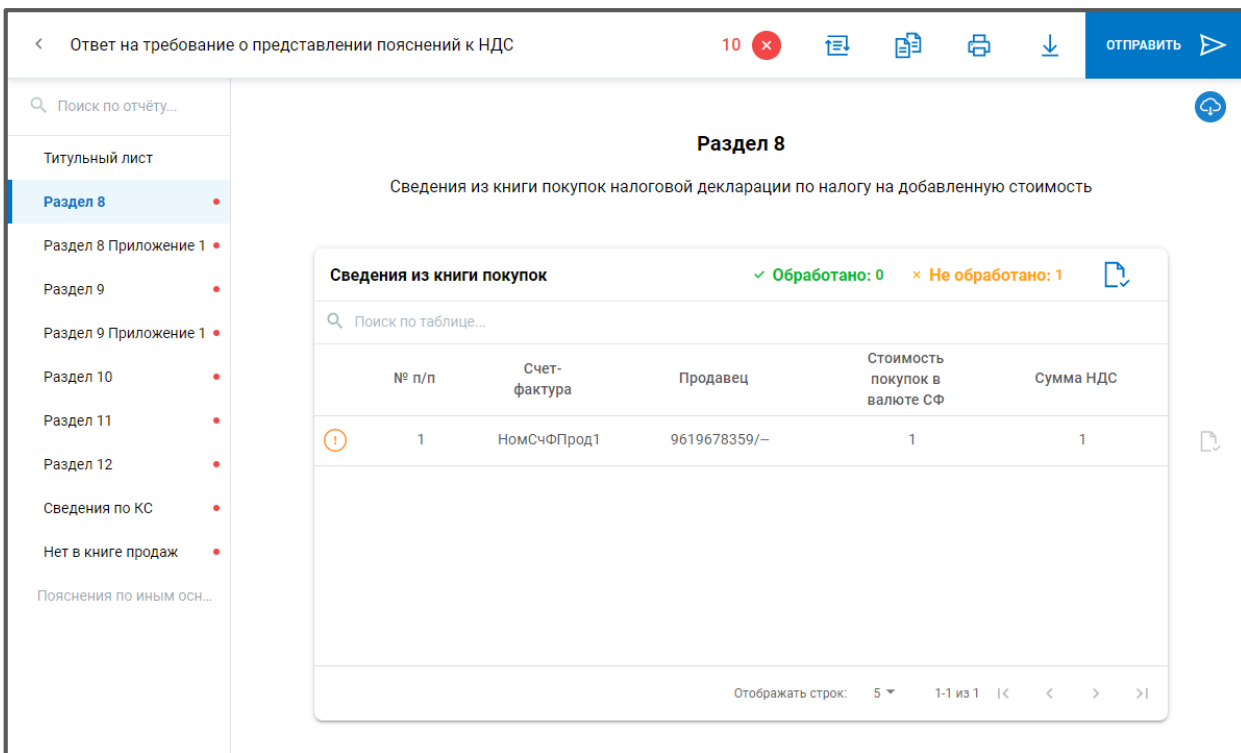 Ответ на требование о представлении пояснений к НДС
10
ОТПРАВИТЬ
Поиск по отчёту...
Титульный лист
Раздел 8
Раздел 8 Приложение 1
Раздел 9
Раздел 9 Приложение 1
Раздел 10
Раздел 11
Раздел 12
Сведения по КС
Нет в книге продаж
Пояснения по иным осн...
Раздел 8
Сведения из книги покупок налоговой декларации по налогу на добавленную стоимость
Сведения из книги покупок
Обработано: 0
Не обработано: 1
Поиск по таблице...
№ п/п
Счет-
фактура
Продавец
Стоимость
покупок в
валюте СФ
Сумма НДС
1 НомСчФПрод1 9619678359/– 1 1
Отображать строк: 5 1-1 из 1